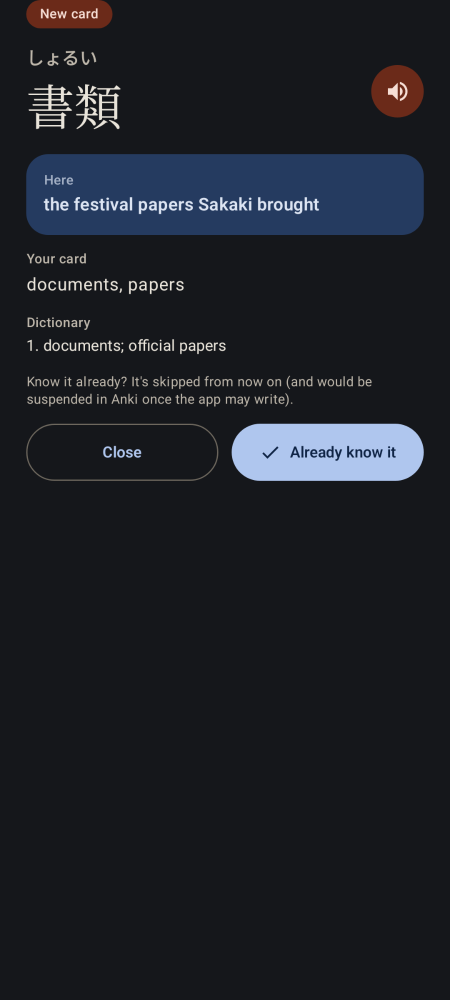 New card
しょるい
書類
Here
the festival papers Sakaki brought
Your card
documents, papers
Dictionary
1. documents; official papers
Know it already? It's skipped from now on (and would be
suspended in Anki once the app may write).
Close
Already know it